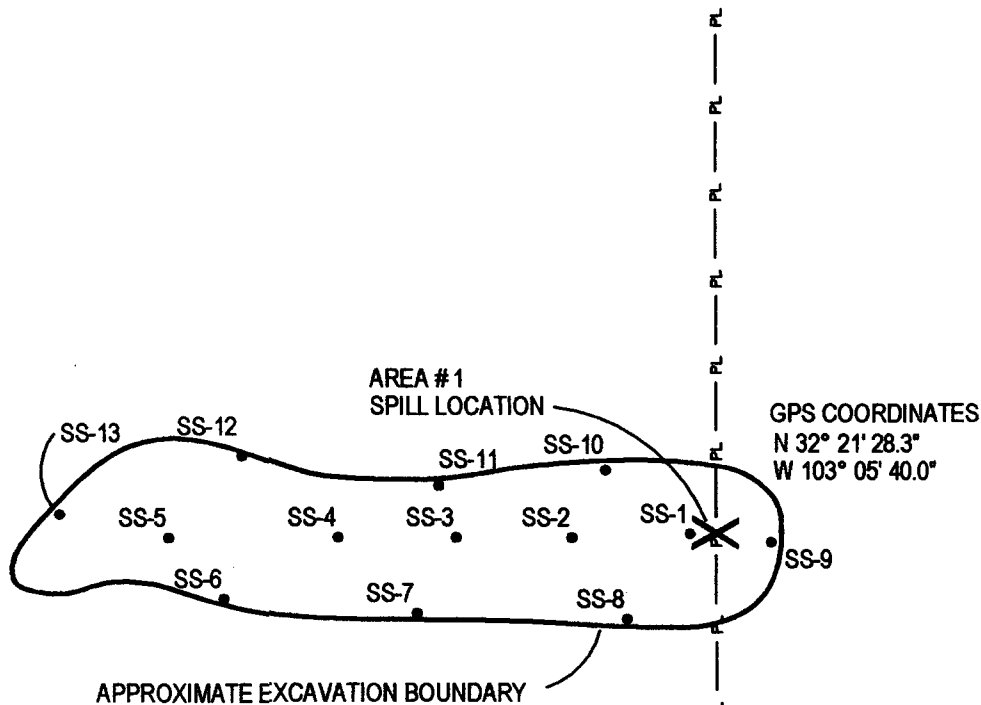 PL
PL
PL
PL
PL
AREA #1
SPILL LOCATION
GPS COORDINATES
N 32° 21' 28.3"
W 103° 05' 40.0"
PL
SS-13
SS-12
SS-11
SS-10
SS-5
SS-4
SS-3
SS-2
SS-1
PL
SS-9
SS-6
SS-7
SS-8
PL
APPROXIMATE EXCAVATION BOUNDARY